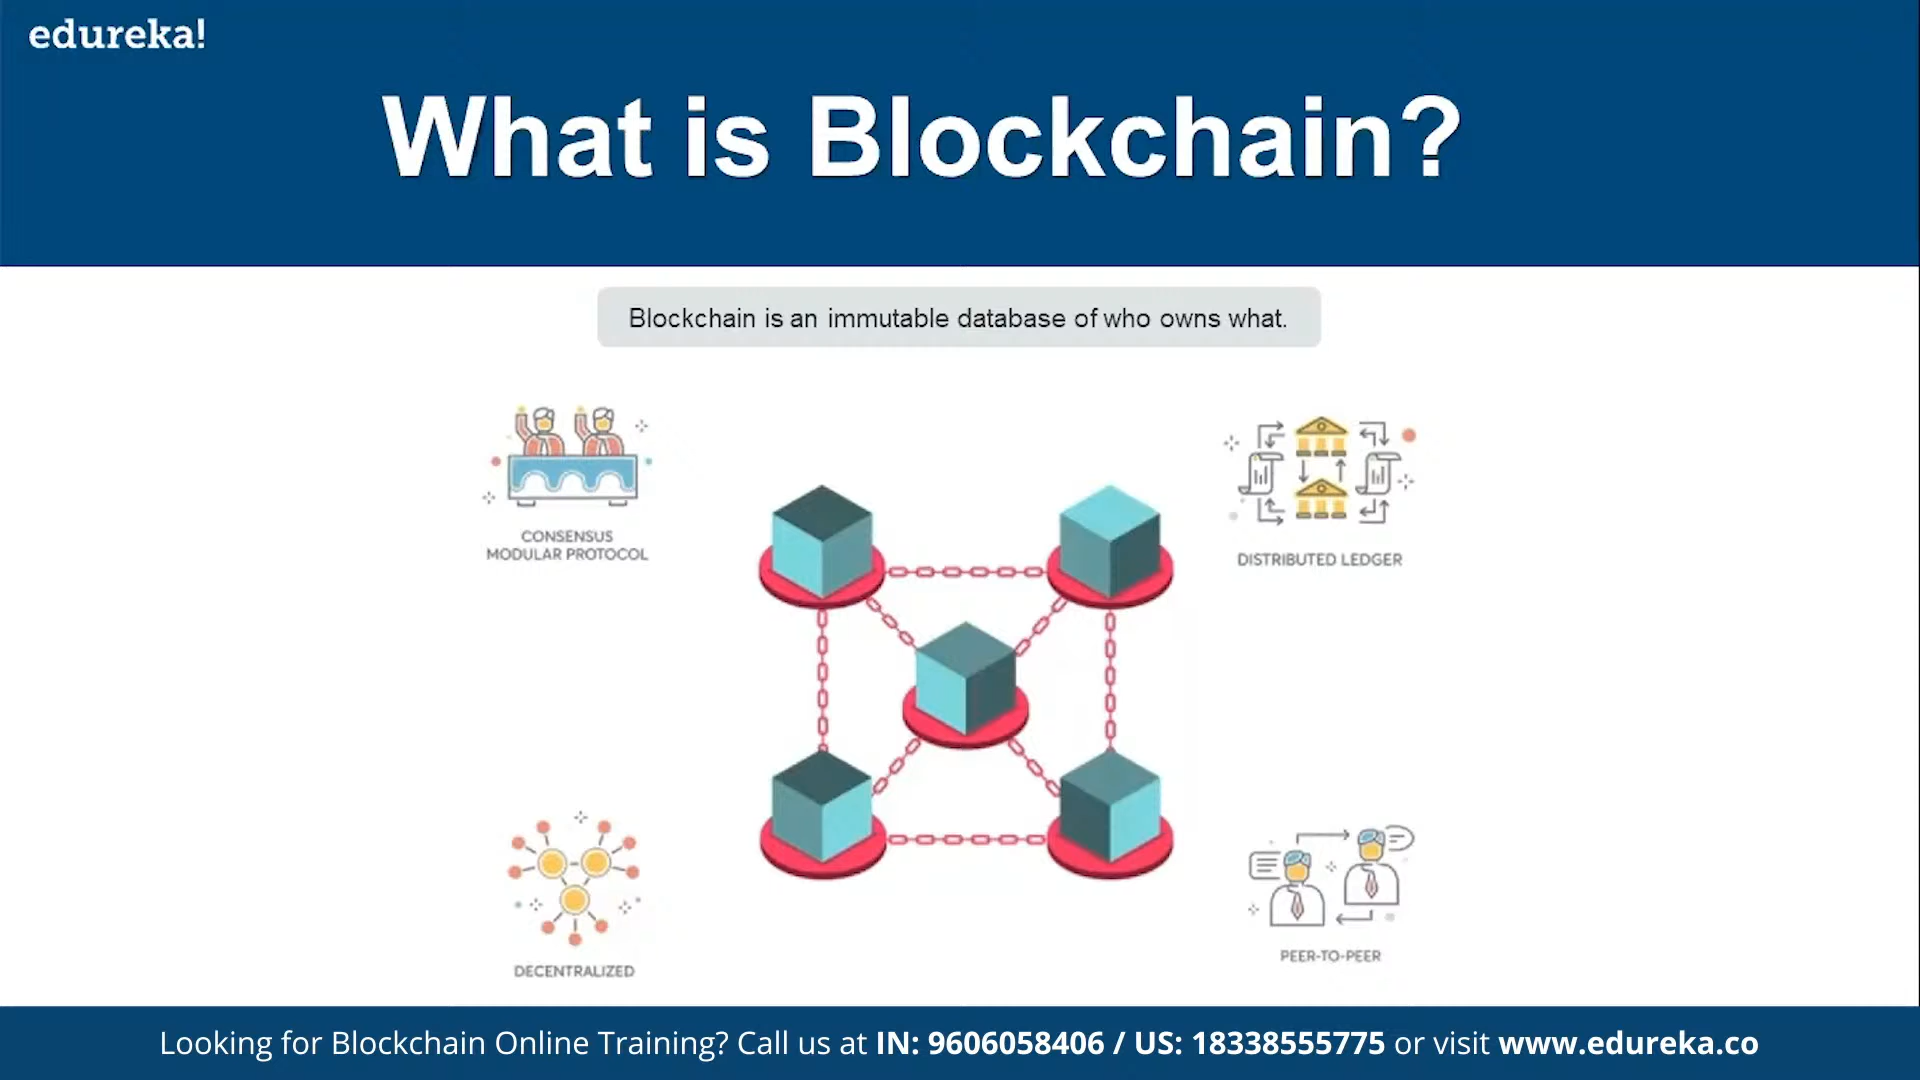 edureka!
What is Blockchain?
Blockchain is an immutable database of who owns what.
CONSENSUS
MODULAR PROTOCOL
DISTRIBUTED LEDGER
DECENTRALIZED
PEER-TO-PEER
Looking for Blockchain Online Training? Call us at IN: 9606058406 / US: 18338555775 or visit www.edureka.co